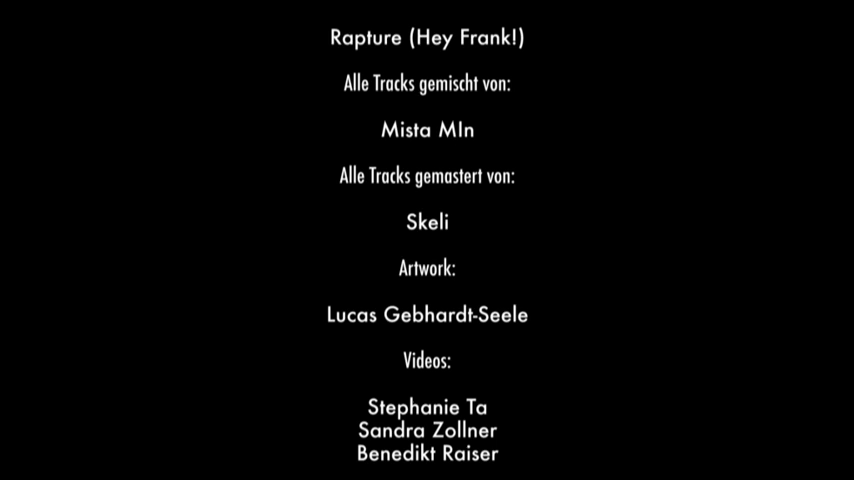 Rapture (Hey Frank!)
Alle Tracks gemischt von:
Mista MIn
Alle Tracks gemastert von:
Skeli
Artwork:
Lucas Gebhardt-Seele
Videos:
Stephanie Ta
Sandra Zollner
Benedikt Raiser